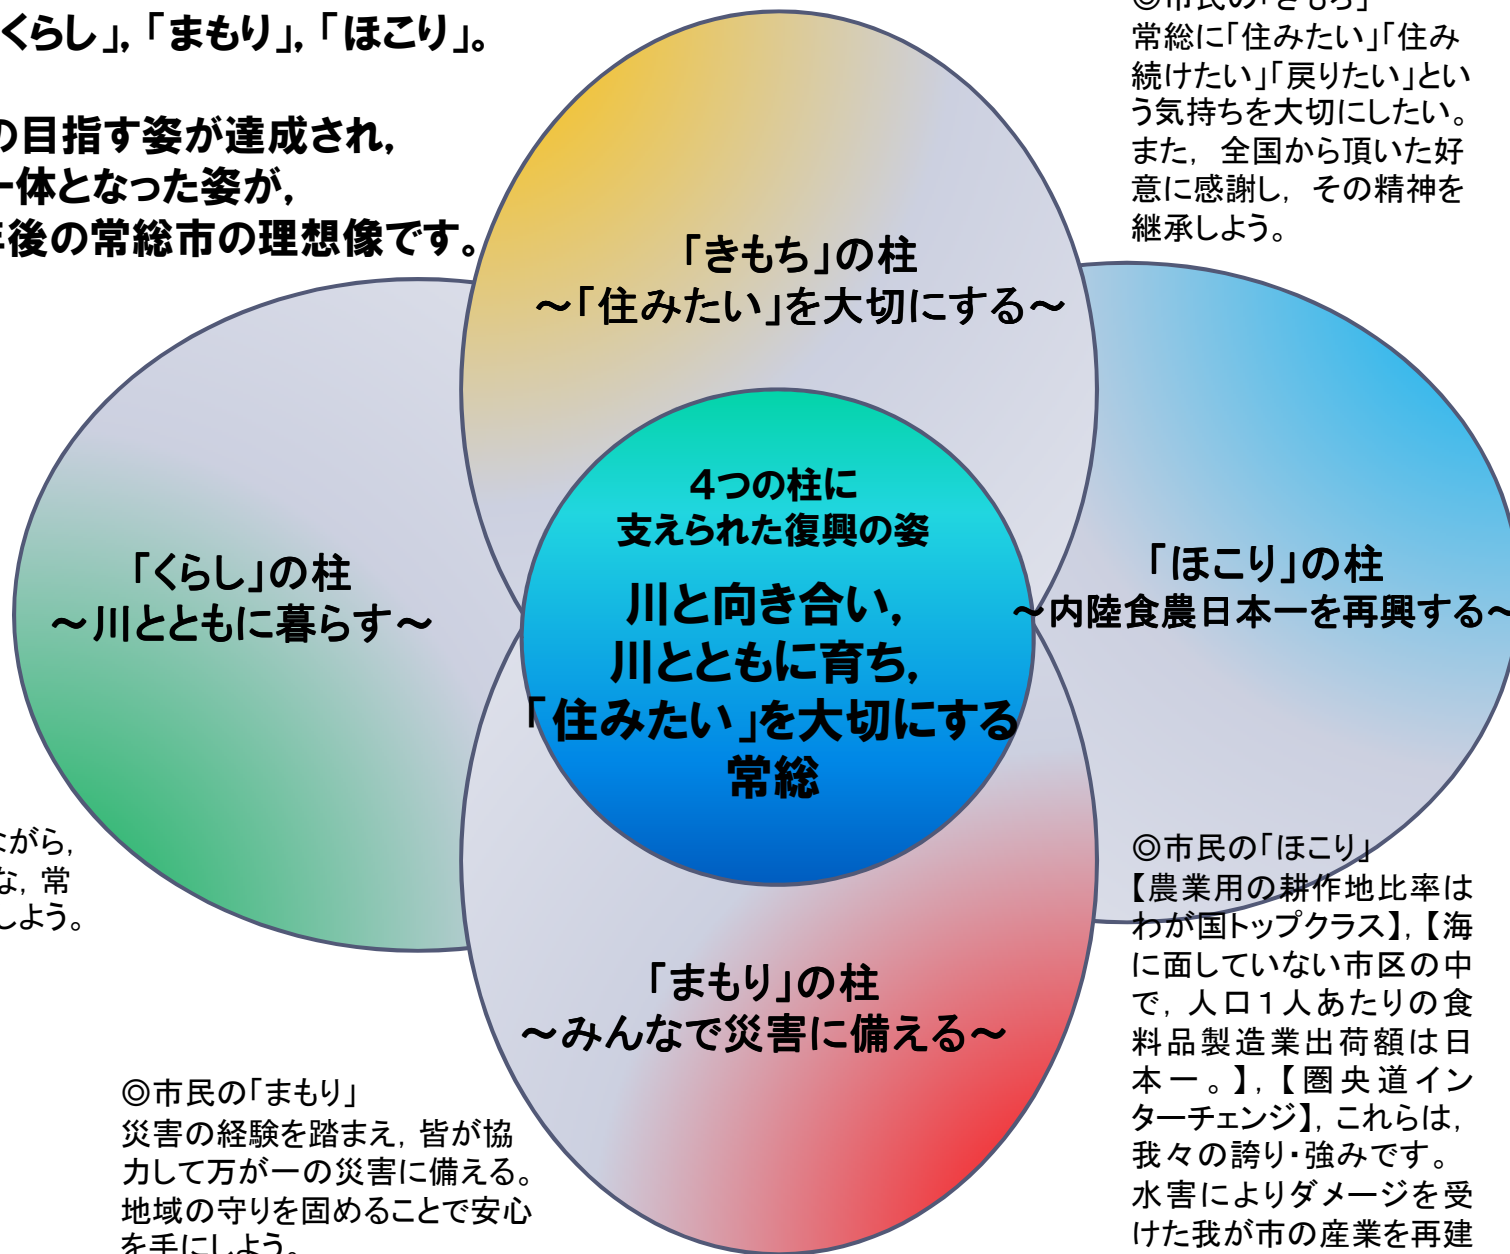 くらし」，「まもり」，「ほこり」。
の目指す姿が達成され，
一体となった姿が，
年後の常総市の理想像です。
◎市民の「きもち」
常総に「住みたい」「住み
続けたい」「戻りたい」とい
う気持ちを大切にしたい。
また，全国から頂いた好
意に感謝し，その精神を
継承しよう。
「きもち」の柱
～「住みたい」を大切にする～
4つの柱に
支えられた復興の姿
川と向き合い，
川とともに育ち，
「住みたい」を大切にする
常総
「くらし」の柱
～川とともに暮らす～
「ほこり」の柱
～内陸食農日本一を再興する～
ながら，
な，常
しよう。
「まもり」の柱
～みんなで災害に備える～
◎市民の「まもり」
災害の経験を踏まえ，皆が協
力して万が一の災害に備える。
地域の守りを固めることで安心
を手にしよう。
◎市民の「ほこり」
【農業用の耕作地比率は
わが国トップクラス】，【海
に面していない市区の中
で，人口１人あたりの食
料品製造業出荷額は日
本一。】，【圏央道イン
ターチェンジ】，これらは，
我々の誇り・強みです。
水害によりダメージを受
けた我が市の産業を再建